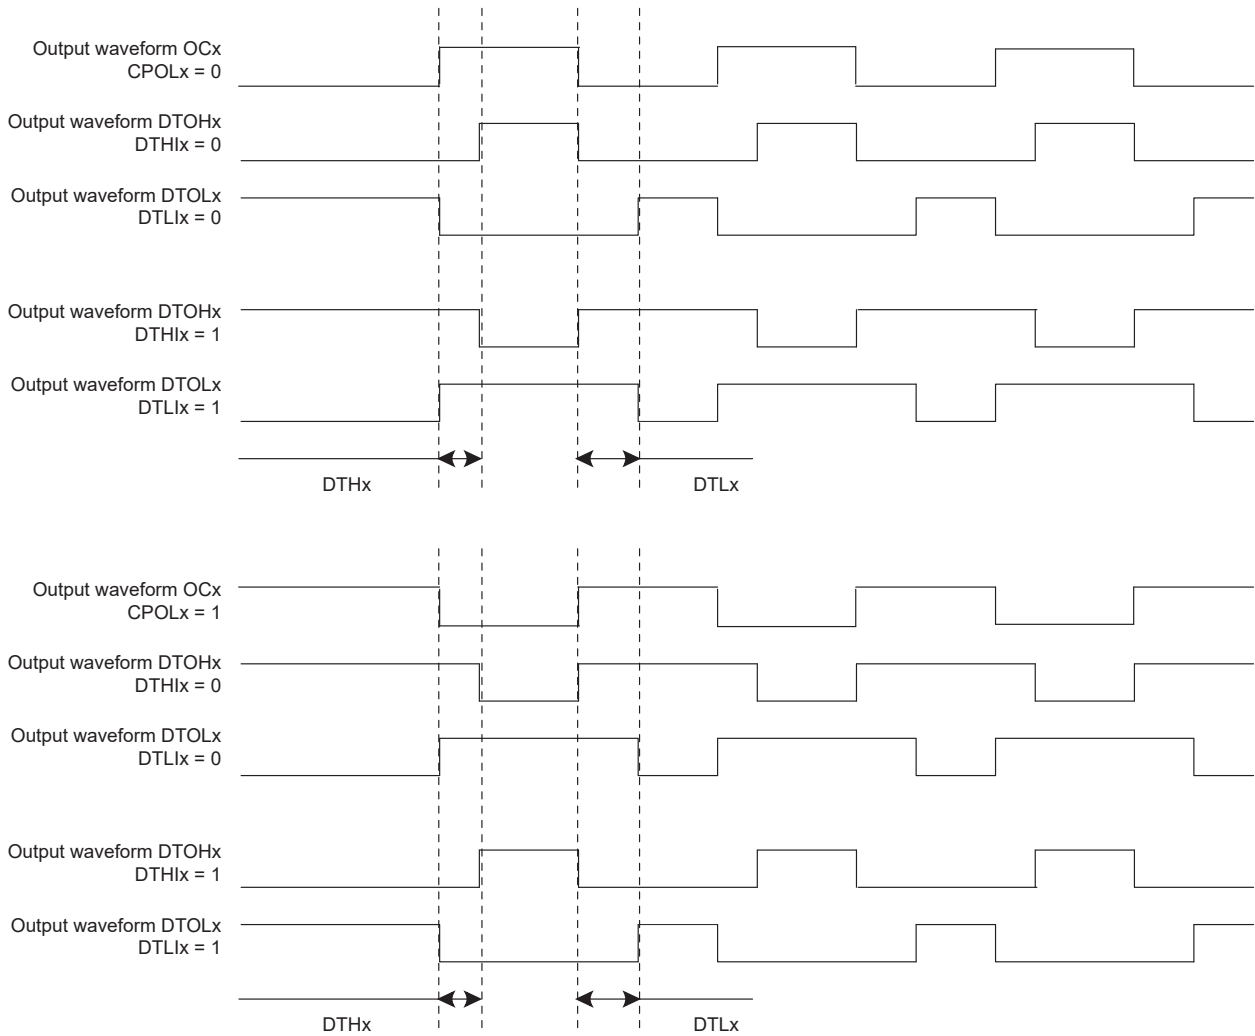 Output waveform OCx
CPOLx = 0
Output waveform DTOHx
DTHIx = 0
Output waveform DTOLx
DTLIx = 0
Output waveform DTOHx
DTHIx = 1
Output waveform DTOLx
DTLIx = 1
DTHx
DTLx
Output waveform OCx
CPOLx = 1
Output waveform DTOHx
DTHIx = 0
Output waveform DTOLx
DTLIx = 0
Output waveform DTOHx
DTHIx = 1
Output waveform DTOLx
DTLIx = 1
DTHx
DTLx